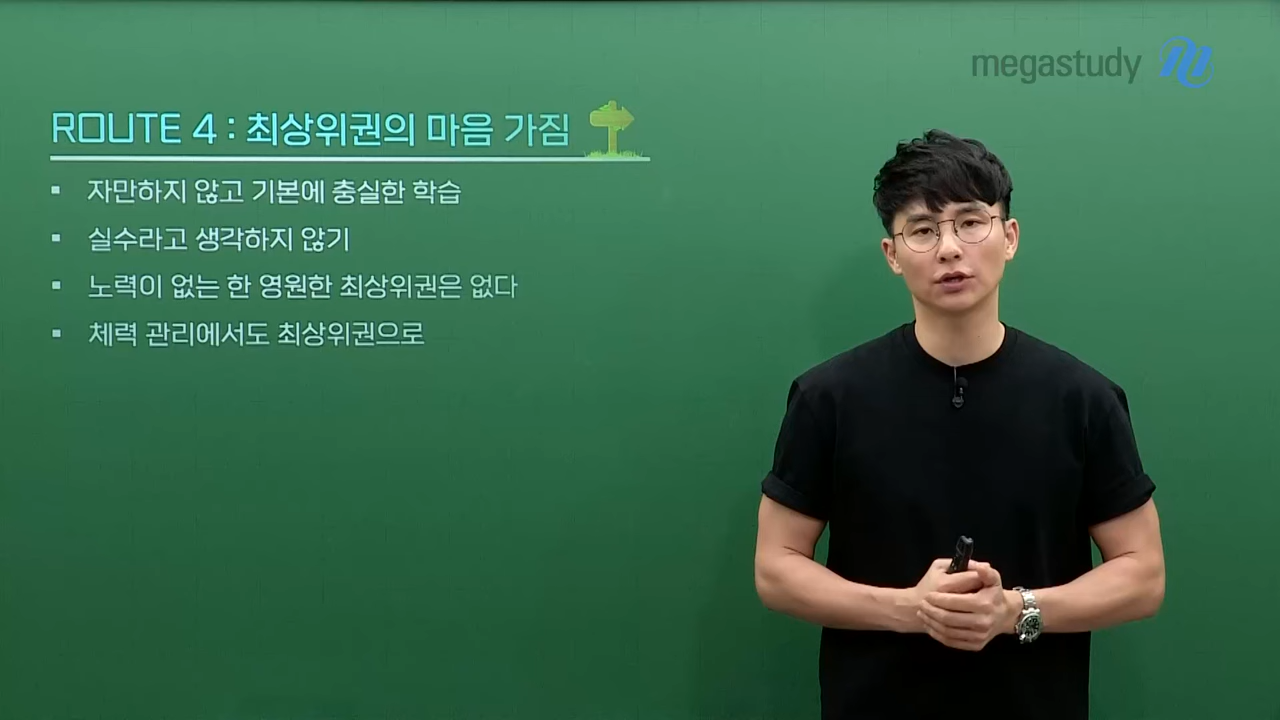 megastudy
ROUTE 4 : 최상위권의 마음 가짐
▪ 자만하지 않고 기본에 충실한 학습
▪ 실수라고 생각하지 않기
▪ 노력이 없는 한 영원한 최상위권은 없다
▪ 체력 관리에서도 최상위권으로